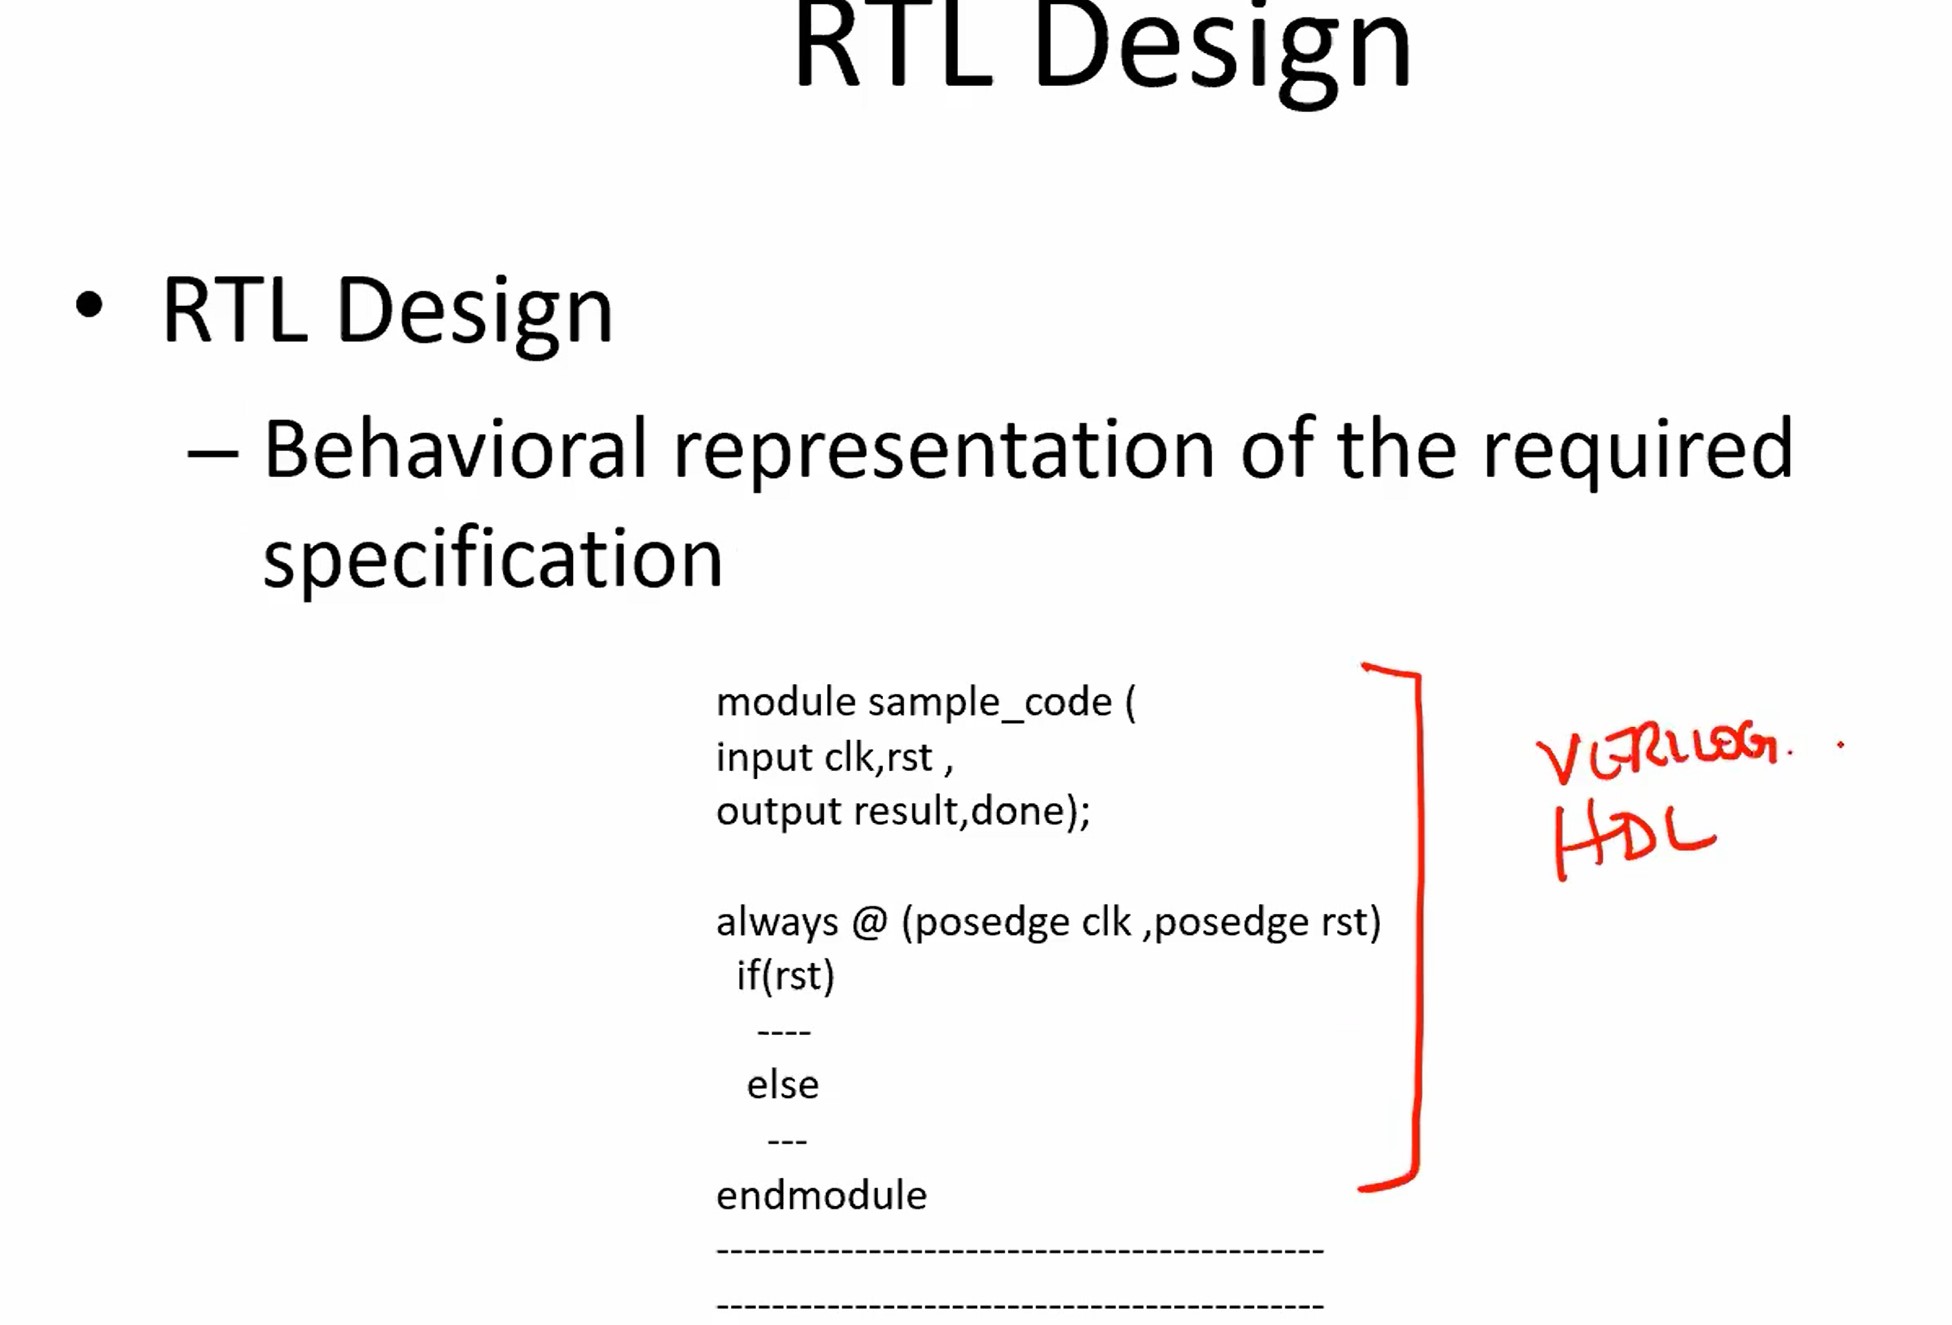 RTL Design
• RTL Design
– Behavioral representation of the required
specification
module sample_code (
input clk,rst ,
output result,done);
VERILOG.
HDL
always @ (posedge clk ,posedge rst)
if(rst)
----
else
---
endmodule
--------------------------------------------
--------------------------------------------